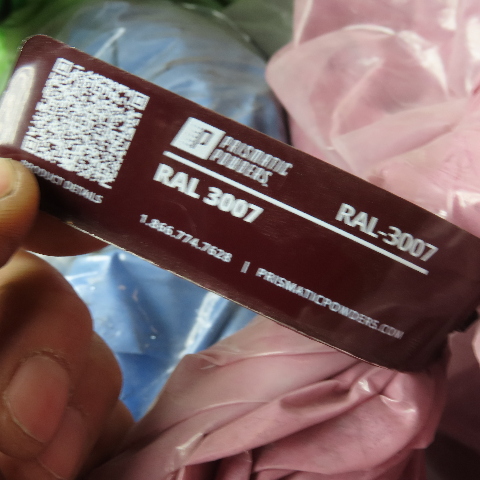 PRISMATIC
POWDERS
RAL 3007
RAL-3007
PRODUCT DETAILS
1.866.774.7628 | PRISMATICPOWDERS.COM